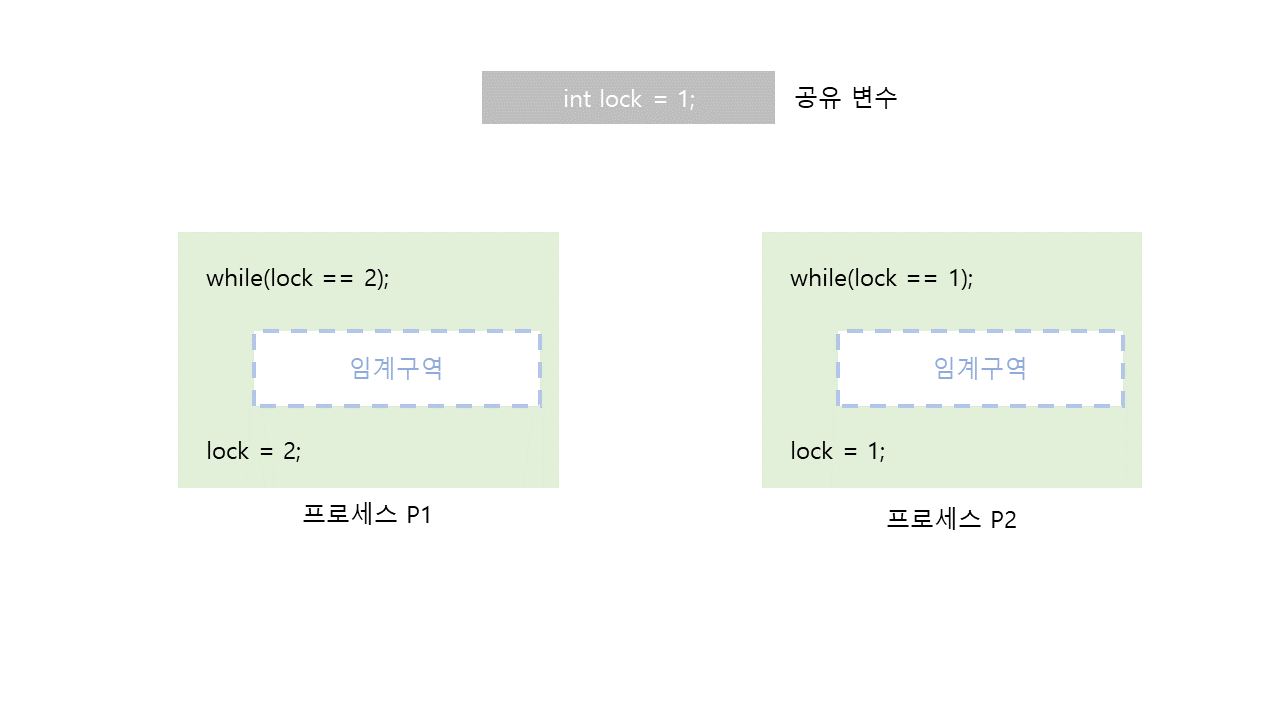 int lock = 1;
공유 변수
while(lock == 2);
임계구역
lock = 2;
프로세스 P1
while(lock == 1);
임계구역
lock = 1;
프로세스 P2